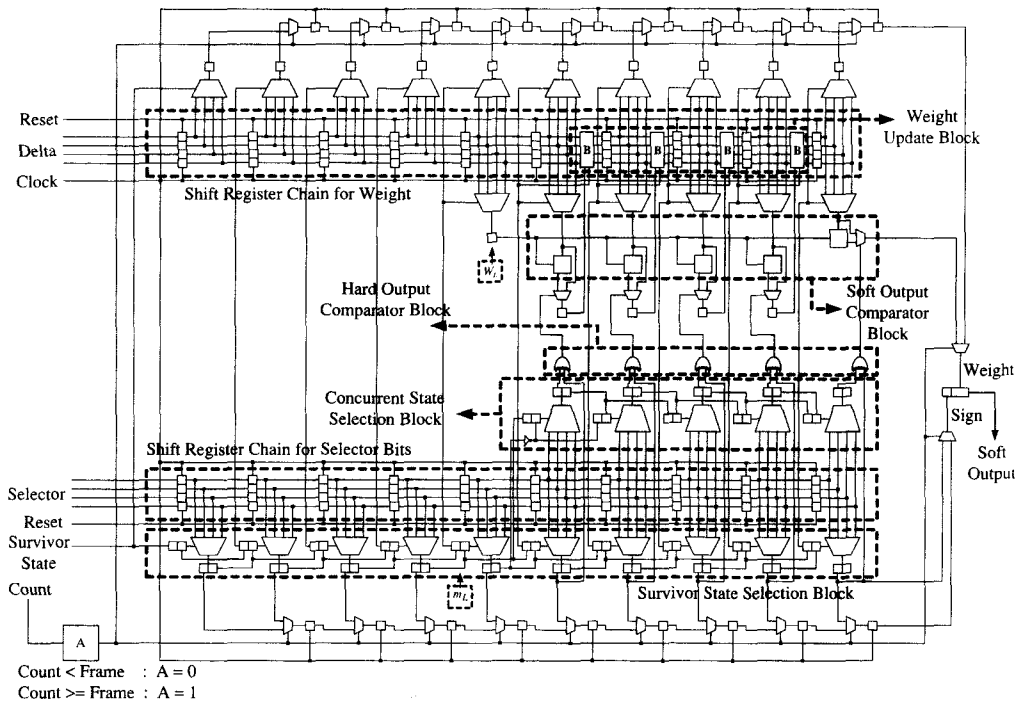 Reset
Delta
Clock
Shift Register Chain for Weight
B
B
B
B
Weight
Update Block
W_L
Hard Output
Comparator Block
Soft Output
Comparator
Block
Concurrent State
Selection Block
Weight
Sign
Soft
Output
Shift Register Chain for Selector Bits
Selector
Reset
Survivor
State
Count
m_L
Survivor State Selection Block
A
Count < Frame : A = 0
Count >= Frame : A = 1